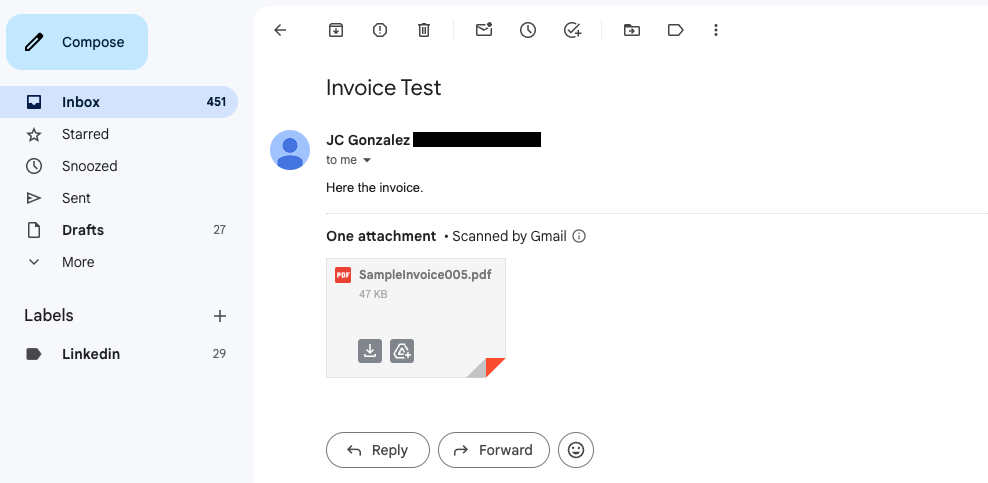 Compose
Inbox 451
Starred
Snoozed
Sent
Drafts 27
More
Labels
Linkedin 29
Invoice Test
JC Gonzalez
to me
Here the invoice.
One attachment • Scanned by Gmail
PDF SampleInvoice005.pdf
47 KB
Reply Forward